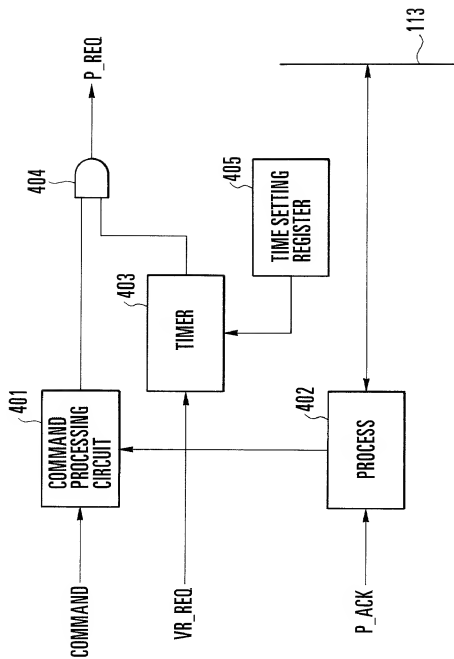 COMMAND
401
COMMAND
PROCESSING
CIRCUIT
404
P_REQ
VR_REQ
403
TIMER
405
TIME SETTING
REGISTER
P_ACK
402
PROCESS
113